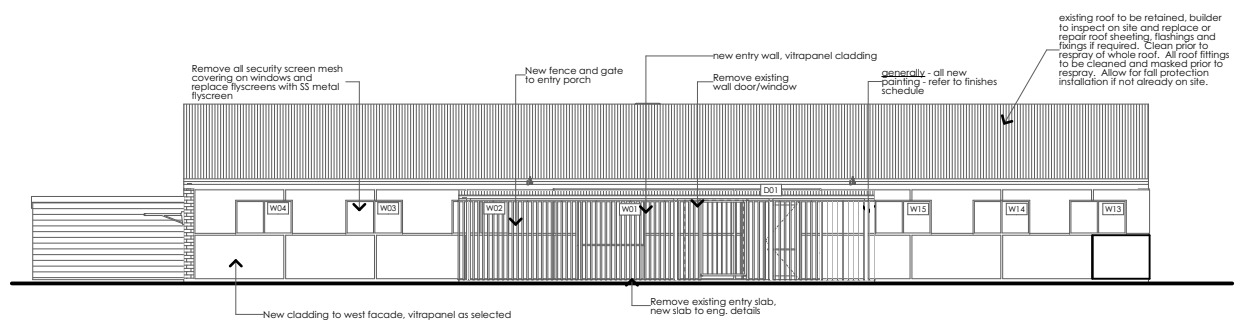 existing roof to be retained, builder
to inspect on site and replace or
repair roof sheeting, flashings and
fixings if required. Clean prior to
respray of whole roof. All roof fittings
to be cleaned and masked prior to
respray. Allow for fall protection
installation if not already on site.
new entry wall, vitrapanel cladding
Remove all security screen mesh
covering on windows and
replace flyscreens with SS metal
flyscreen
New fence and gate
to entry porch
Remove existing
wall door/window
generally - all new
painting - refer to finishes
schedule
D01
W04
W03
W02
W01
W15
W14
W13
Remove existing entry slab,
new slab to eng. details
New cladding to west facade, vitrapanel as selected